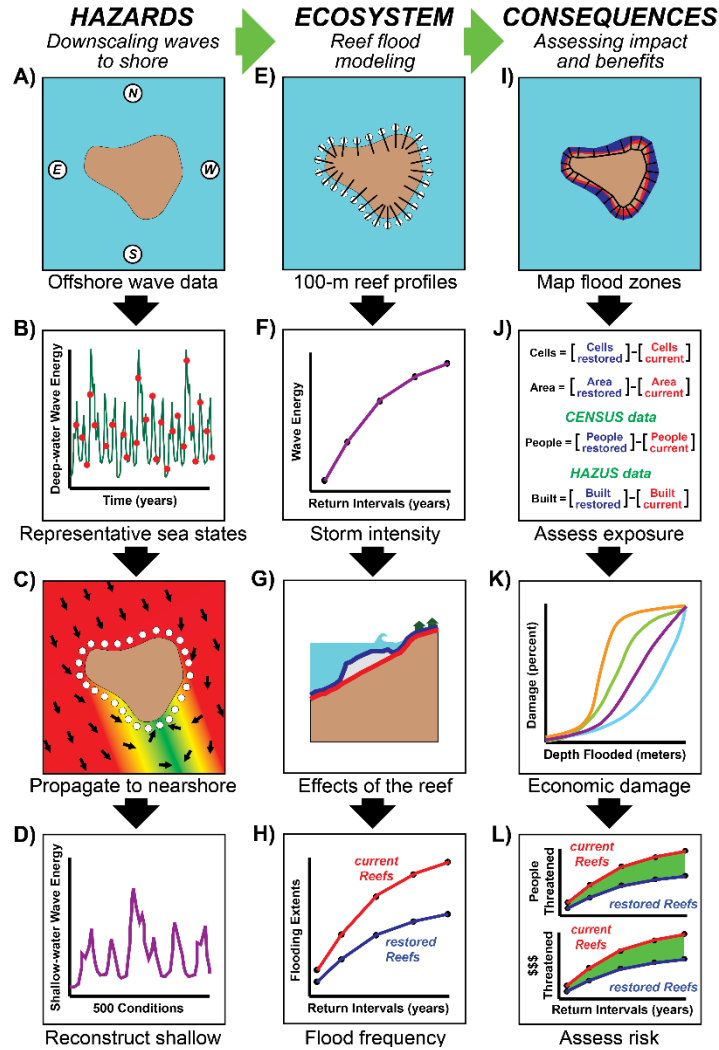 HAZARDS
Downscaling waves
to shore
ECOSYSTEM
Reef flood
modeling
CONSEQUENCES
Assessing impact
and benefits
A)
N
E
W
S
Offshore wave data
B)
Deep-water Wave Energy
Time (years)
Representative sea states
C)
Propagate to nearshore
D)
Shallow-water Wave Energy
500 Conditions
Reconstruct shallow
E)
100-m reef profiles
F)
Wave Energy
Return Intervals (years)
Storm intensity
G)
Effects of the reef
H)
Flooding Extents
current
Reefs
restored
Reefs
Return Intervals (years)
Flood frequency
I)
Map flood zones
J)
Cells = [Cells restored] - [Cells current]
Area = [Area restored] - [Area current]
CENSUS data
People = [People restored] - [People current]
HAZUS data
Built = [Built restored] - [Built current]
Assess exposure
K)
Damage (percent)
Depth Flooded (meters)
Economic damage
L)
People
Threatened
current
Reefs
restored Reefs
$$$
Threatened
current
Reefs
restored Reefs
Return Intervals (years)
Assess risk